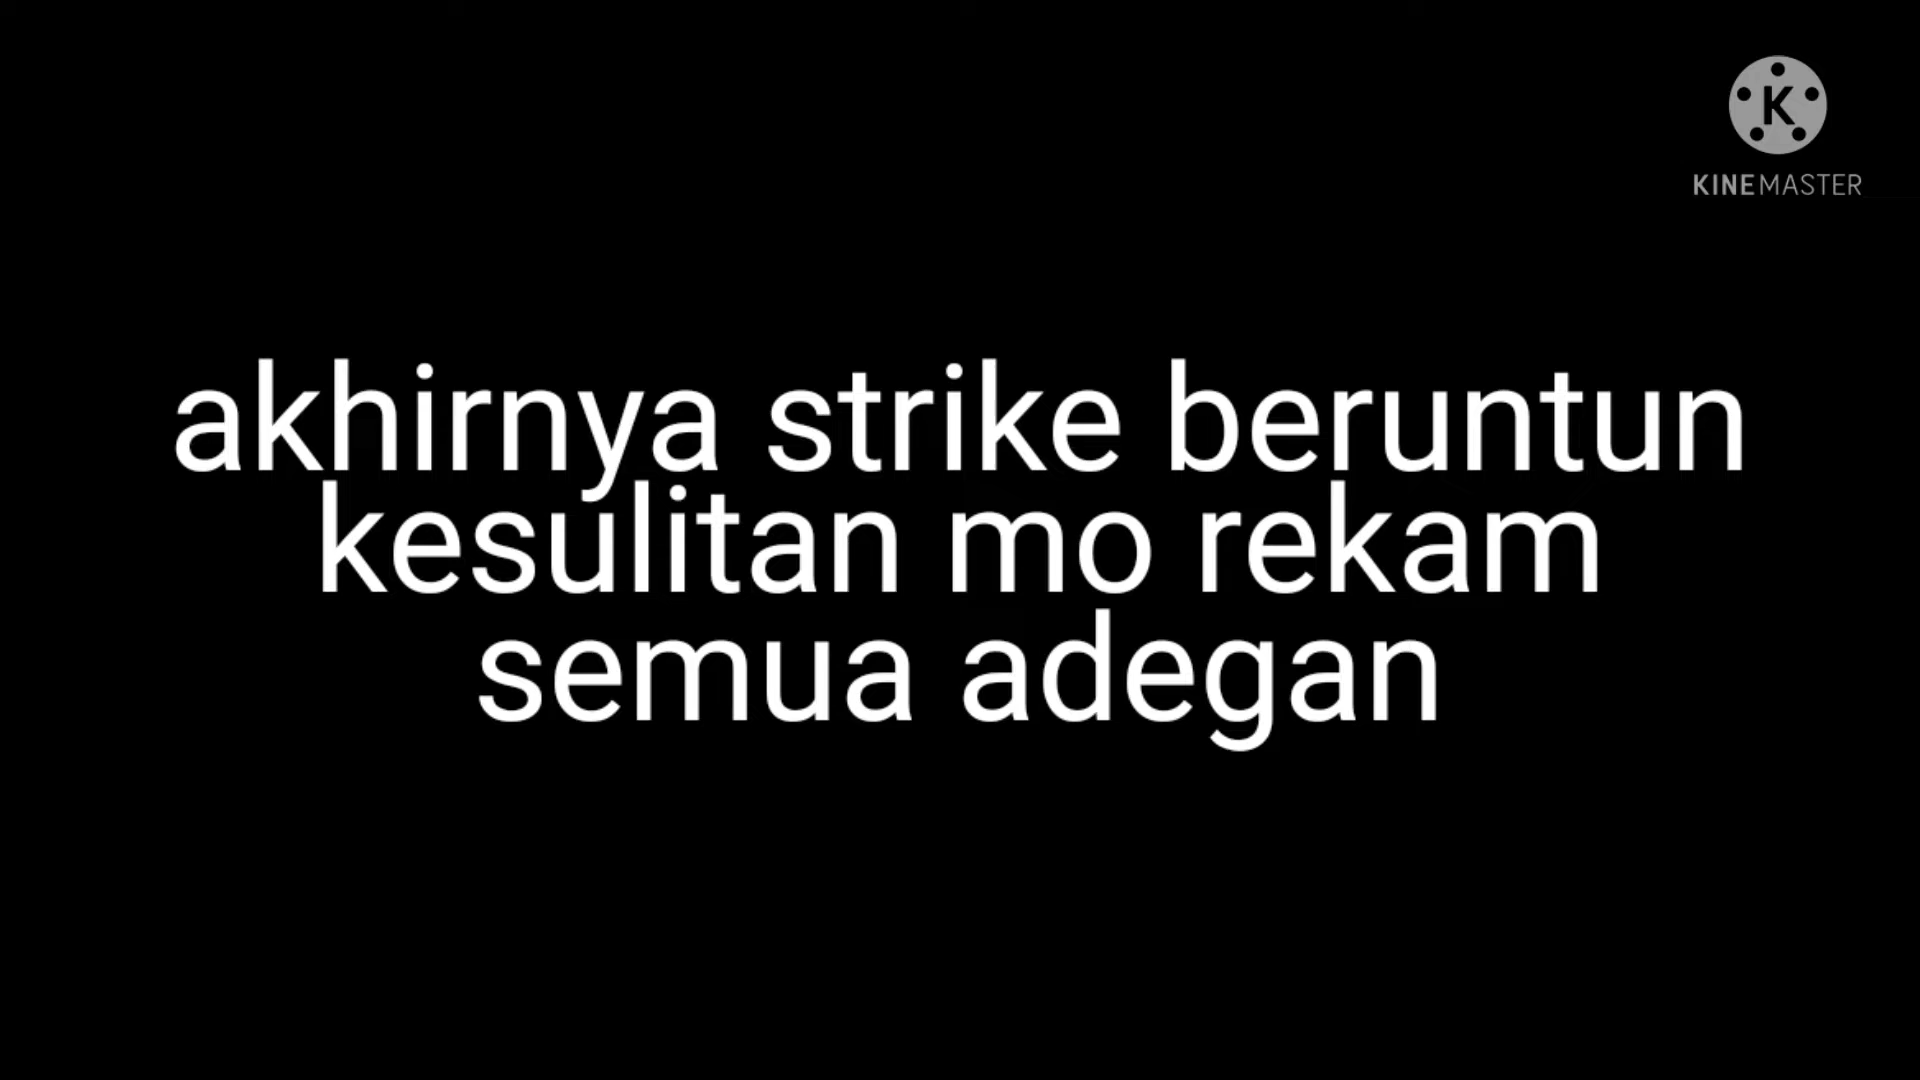 KINEMASTER
akhirnya strike beruntun
kesulitan mo rekam
semua adegan